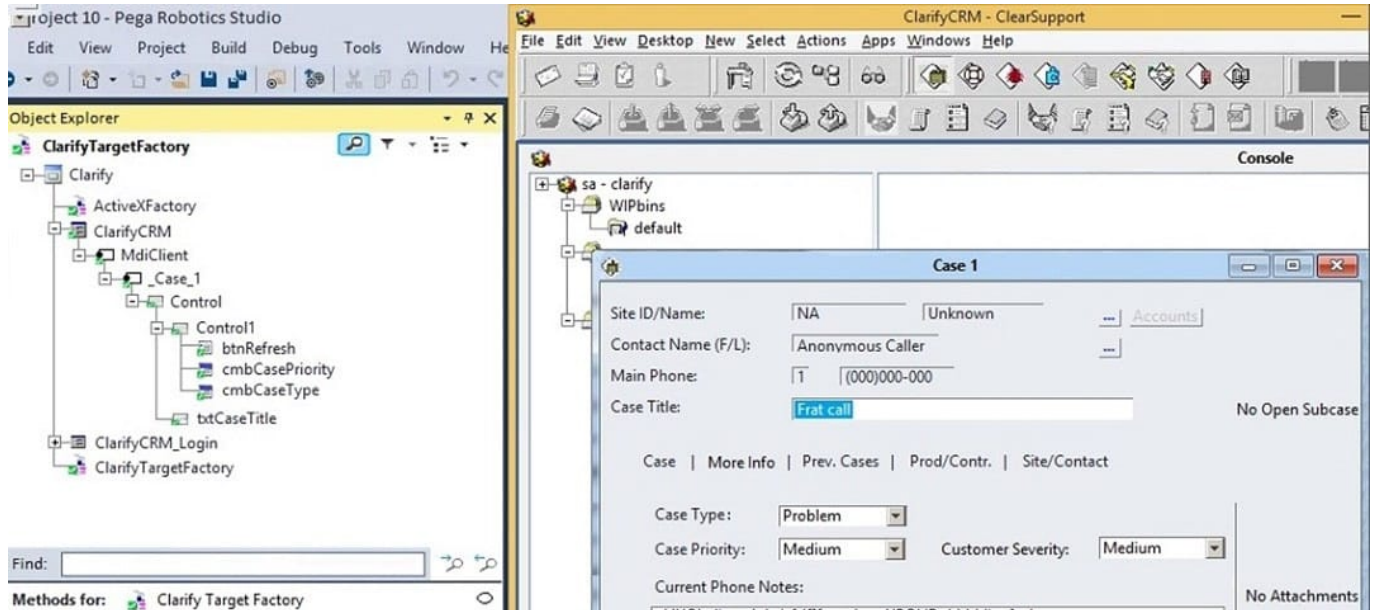 roject 10 - Pega Robotics Studio
Edit View Project Build Debug Tools Window He
Object Explorer
ClarifyTargetFactory
Clarify
ActiveXFactory
ClarifyCRM
MdiClient
_Case_1
Control
Control1
btnRefresh
cmbCasePriority
cmbCaseType
txtCaseTitle
ClarifyCRM_Login
ClarifyTargetFactory
Find:
Methods for: Clarify Target Factory
ClarifyCRM - ClearSupport
File Edit View Desktop New Select Actions Apps Windows Help
Console
sa - clarify
WIPbins
default
Case 1
Site ID/Name: NA Unknown ... Accounts
Contact Name (F/L): Anonymous Caller ...
Main Phone: 1 (000)000-000
Case Title: Frat call No Open Subcase
Case | More Info | Prev. Cases | Prod/Contr. | Site/Contact
Case Type: Problem
Case Priority: Medium Customer Severity: Medium
Current Phone Notes:
No Attachments